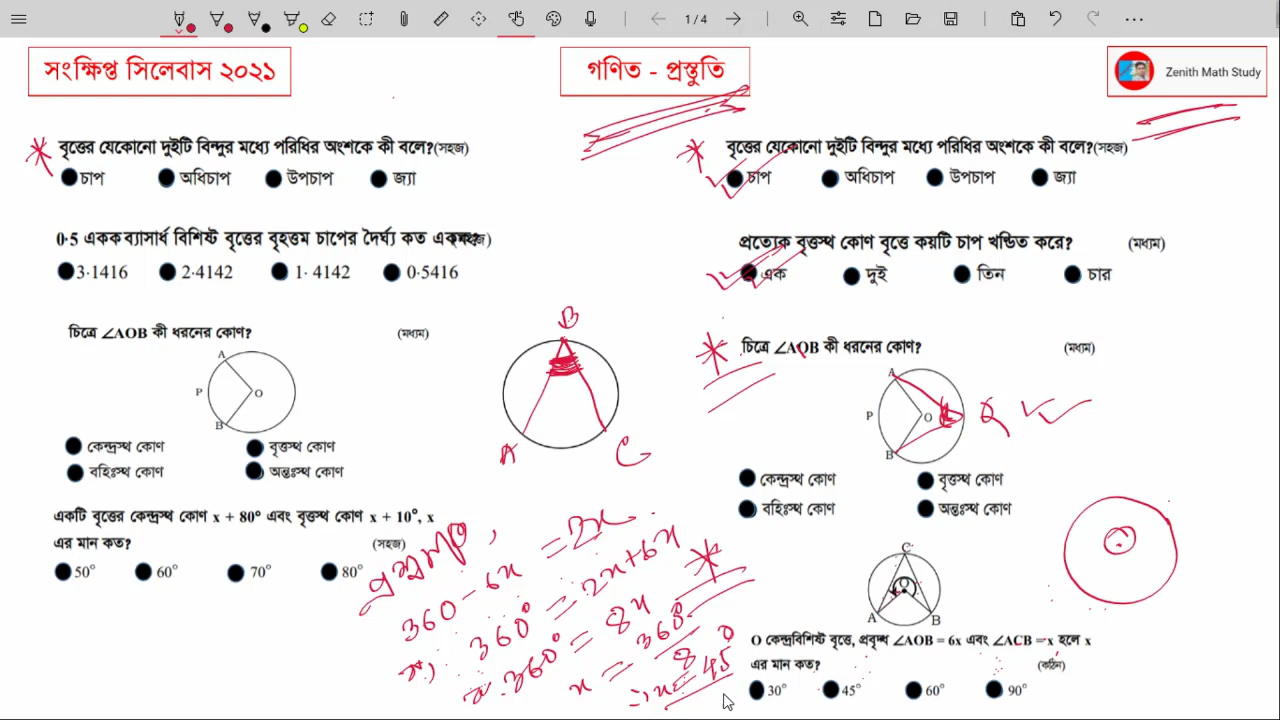 1 / 4
সংক্ষিপ্ত সিলেবাস ২০২১
গণিত - প্রস্তুতি
Zenith Math Study
বৃত্তের যেকোনো দুইটি বিন্দুর মধ্যে পরিধির অংশকে কী বলে?(সহজ)
চাপ অধিচাপ উপচাপ জ্যা
0·5 একক ব্যাসার্ধ বিশিষ্ট বৃত্তের বৃহত্তম চাপের দৈর্ঘ্য কত একক?
3·1416 2·4142 1·4142 0·5416
চিত্রে ∠AOB কী ধরনের কোণ? (মধ্যম)
A
P O
B
কেন্দ্রস্থ কোণ বৃত্তস্থ কোণ
বহিঃস্থ কোণ অন্তঃস্থ কোণ
একটি বৃত্তের কেন্দ্রস্থ কোণ x + 80° এবং বৃত্তস্থ কোণ x + 10°, x
এর মান কত? (সহজ)
50° 60° 70° 80°
B
A C
প্রশ্নমতে,
360 - 6x = 2x
360° = 2x+6x
360° = 8x
x = 360° / 8
x = 45°
বৃত্তের যেকোনো দুইটি বিন্দুর মধ্যে পরিধির অংশকে কী বলে?(সহজ)
চাপ অধিচাপ উপচাপ জ্যা
প্রত্যেক বৃত্তস্থ কোণ বৃত্তে কয়টি চাপ খন্ডিত করে? (মধ্যম)
এক দুই তিন চার
চিত্রে ∠AOB কী ধরনের কোণ? (মধ্যম)
A
P O
B
কেন্দ্রস্থ কোণ বৃত্তস্থ কোণ
বহিঃস্থ কোণ অন্তঃস্থ কোণ
C
O
A B
O কেন্দ্রবিশিষ্ট বৃত্তে, প্রবৃদ্ধ ∠AOB = 6x এবং ∠ACB = x হলে x
এর মান কত? (কঠিন)
30° 45° 60° 90°